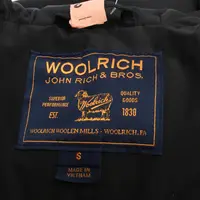 WOOLRICH
JOHN RICH & BROS.
SUPERIOR PERFORMANCE
QUALITY GOODS
EST. Woolrich 1830
WOOLRICH WOOLEN MILLS - WOOLRICH, PA
S
MADE IN
VIETNAM